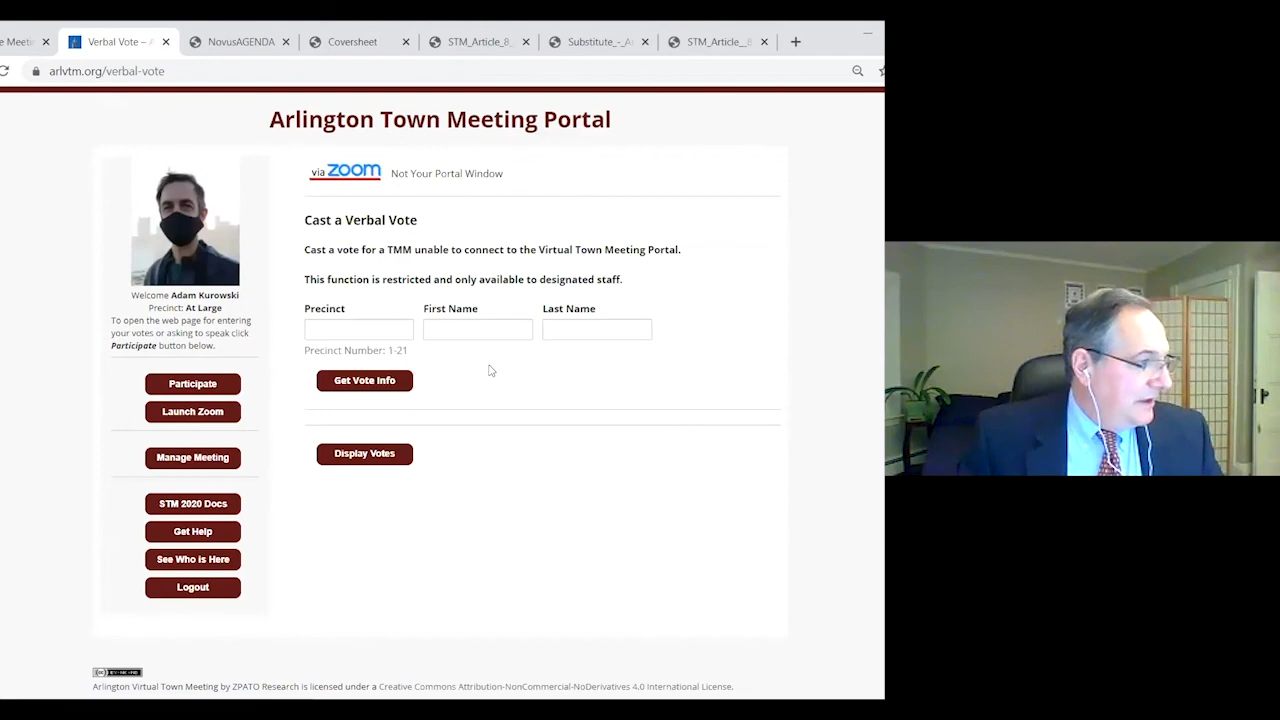 e Meeti
Verbal Vote – A
NovusAGENDA
Coversheet
STM_Article_8_
Substitute_-_A
STM_Article__8
arlvtm.org/verbal-vote
Arlington Town Meeting Portal
via zoom Not Your Portal Window
Cast a Verbal Vote
Cast a vote for a TMM unable to connect to the Virtual Town Meeting Portal.
This function is restricted and only available to designated staff.
Precinct First Name Last Name
Precinct Number: 1-21
Get Vote Info
Display Votes
Welcome Adam Kurowski
Precinct: At Large
To open the web page for entering
your votes or asking to speak click
Participate button below.
Participate
Launch Zoom
Manage Meeting
STM 2020 Docs
Get Help
See Who is Here
Logout
Arlington Virtual Town Meeting by ZPATO Research is licensed under a Creative Commons Attribution-NonCommercial-NoDerivatives 4.0 International License.